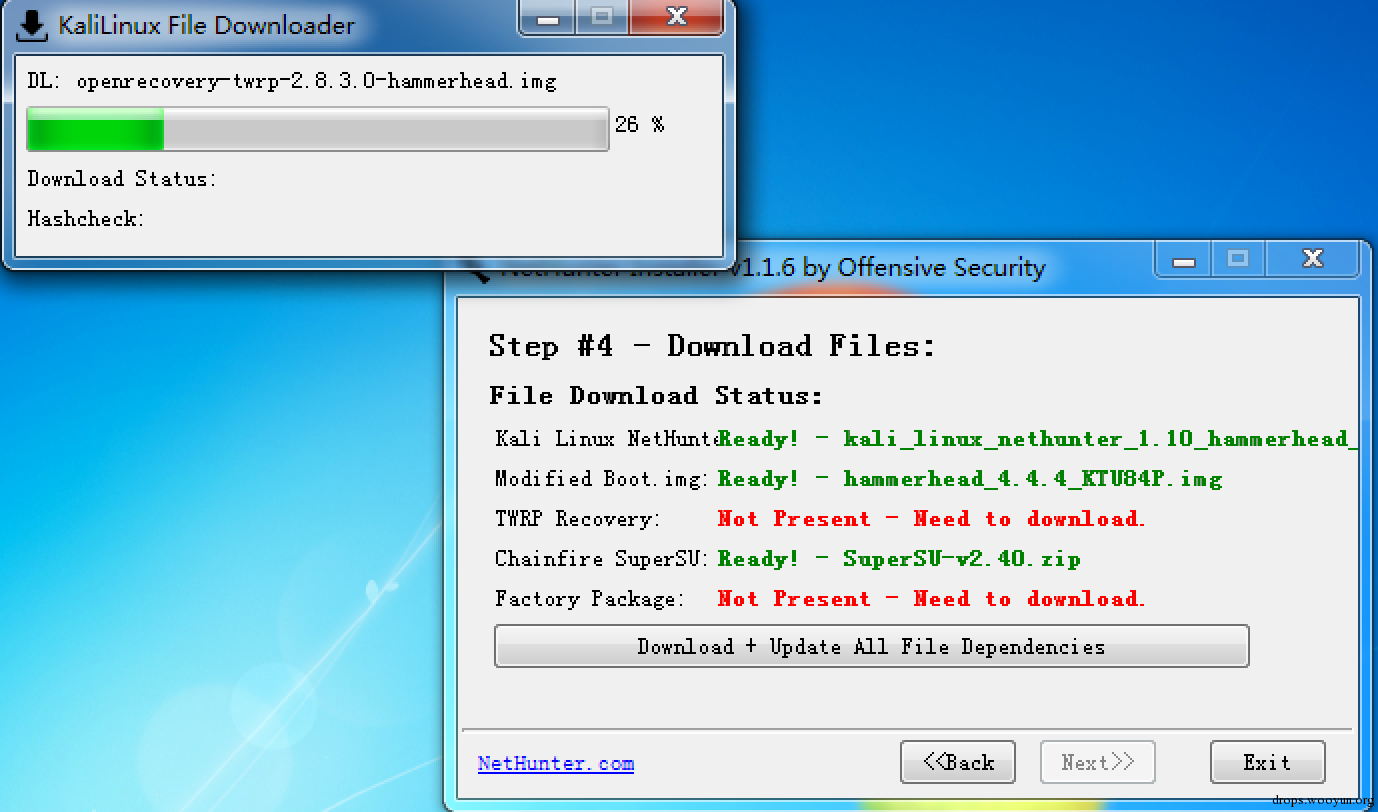 KaliLinux File Downloader
DL: openrecovery-twrp-2.8.3.0-hammerhead.img
26 %
Download Status:
Hashcheck:
NetHunter Installer v1.1.6 by Offensive Security
Step #4 - Download Files:
File Download Status:
Kali Linux NetHunte Ready! - kali_linux_nethunter_1.10_hammerhead_
Modified Boot.img: Ready! - hammerhead_4.4.4_KTU84P.img
TWRP Recovery: Not Present - Need to download.
Chainfire SuperSU: Ready! - SuperSU-v2.40.zip
Factory Package: Not Present - Need to download.
Download + Update All File Dependencies
NetHunter.com
<<Back
Next>>
Exit
drops.wooyun.org